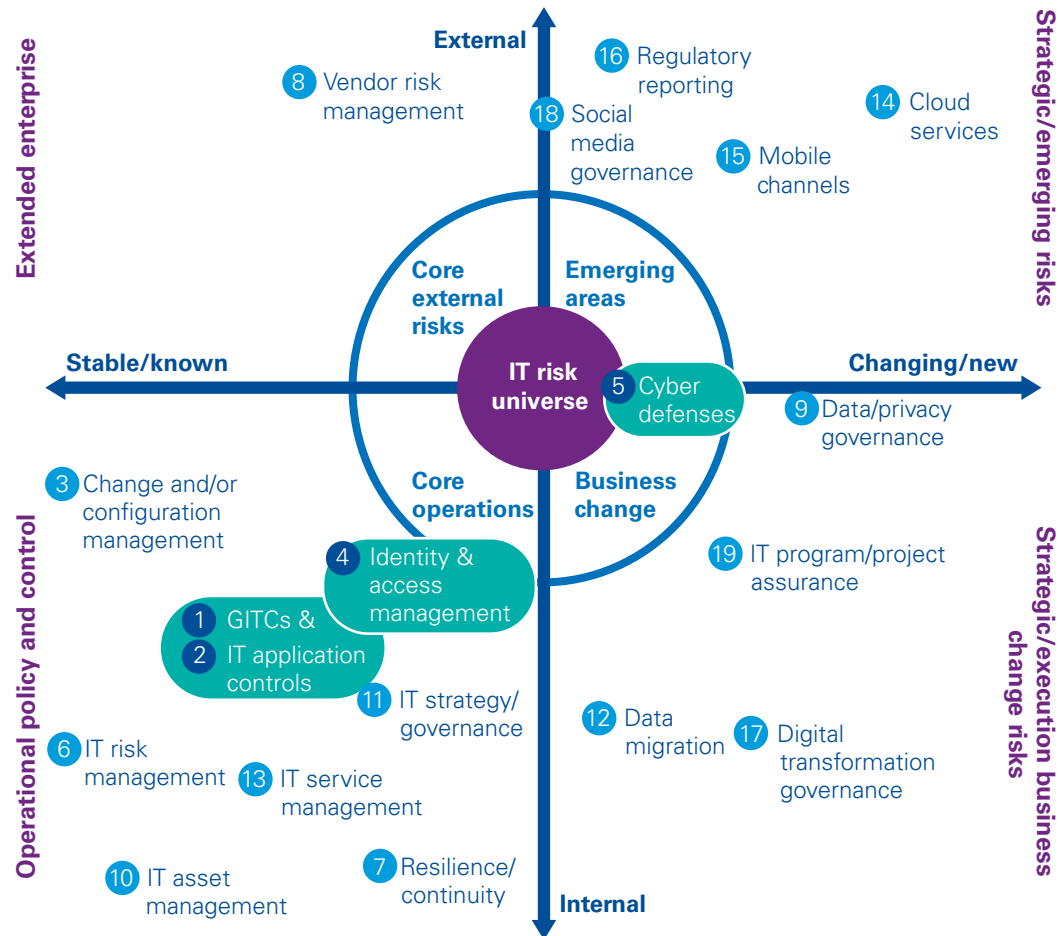 External
Extended enterprise
Strategic/emerging risks
8 Vendor risk
management
16 Regulatory
reporting
18 Social
media
governance
14 Cloud
services
15 Mobile
channels
Core
external
risks
Emerging
areas
Stable/known
IT risk
universe
Changing/new
5 Cyber
defenses
9 Data/privacy
governance
Core
operations
Business
change
3 Change and/or
configuration
management
Operational policy and control
Strategic/execution business
change risks
4 Identity &
access
management
19 IT program/project
assurance
1 GITCs &
2 IT application
controls
11 IT strategy/
governance
12 Data
migration
17 Digital
transformation
governance
6 IT risk
management
13 IT service
management
10 IT asset
management
7 Resilience/
continuity
Internal